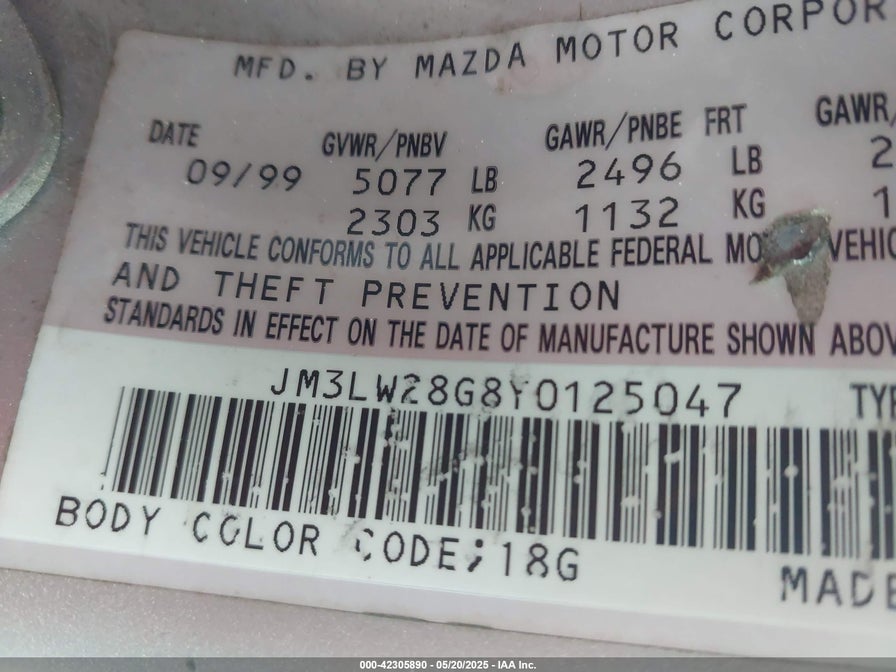 MFD. BY MAZDA MOTOR CORPOR
DATE GVWR/PNBV GAWR/PNBE FRT GAWR/
09/99 5077 LB 2496 LB 2
2303 KG 1132 KG 1
THIS VEHICLE CONFORMS TO ALL APPLICABLE FEDERAL MO VEHIC
AND THEFT PREVENTION
STANDARDS IN EFFECT ON THE DATE OF MANUFACTURE SHOWN ABOV
JM3LW28G8Y0125047 TYP
BODY COLOR CODE;18G
MADE
000-42305890 - 05/20/2025 - IAA Inc.